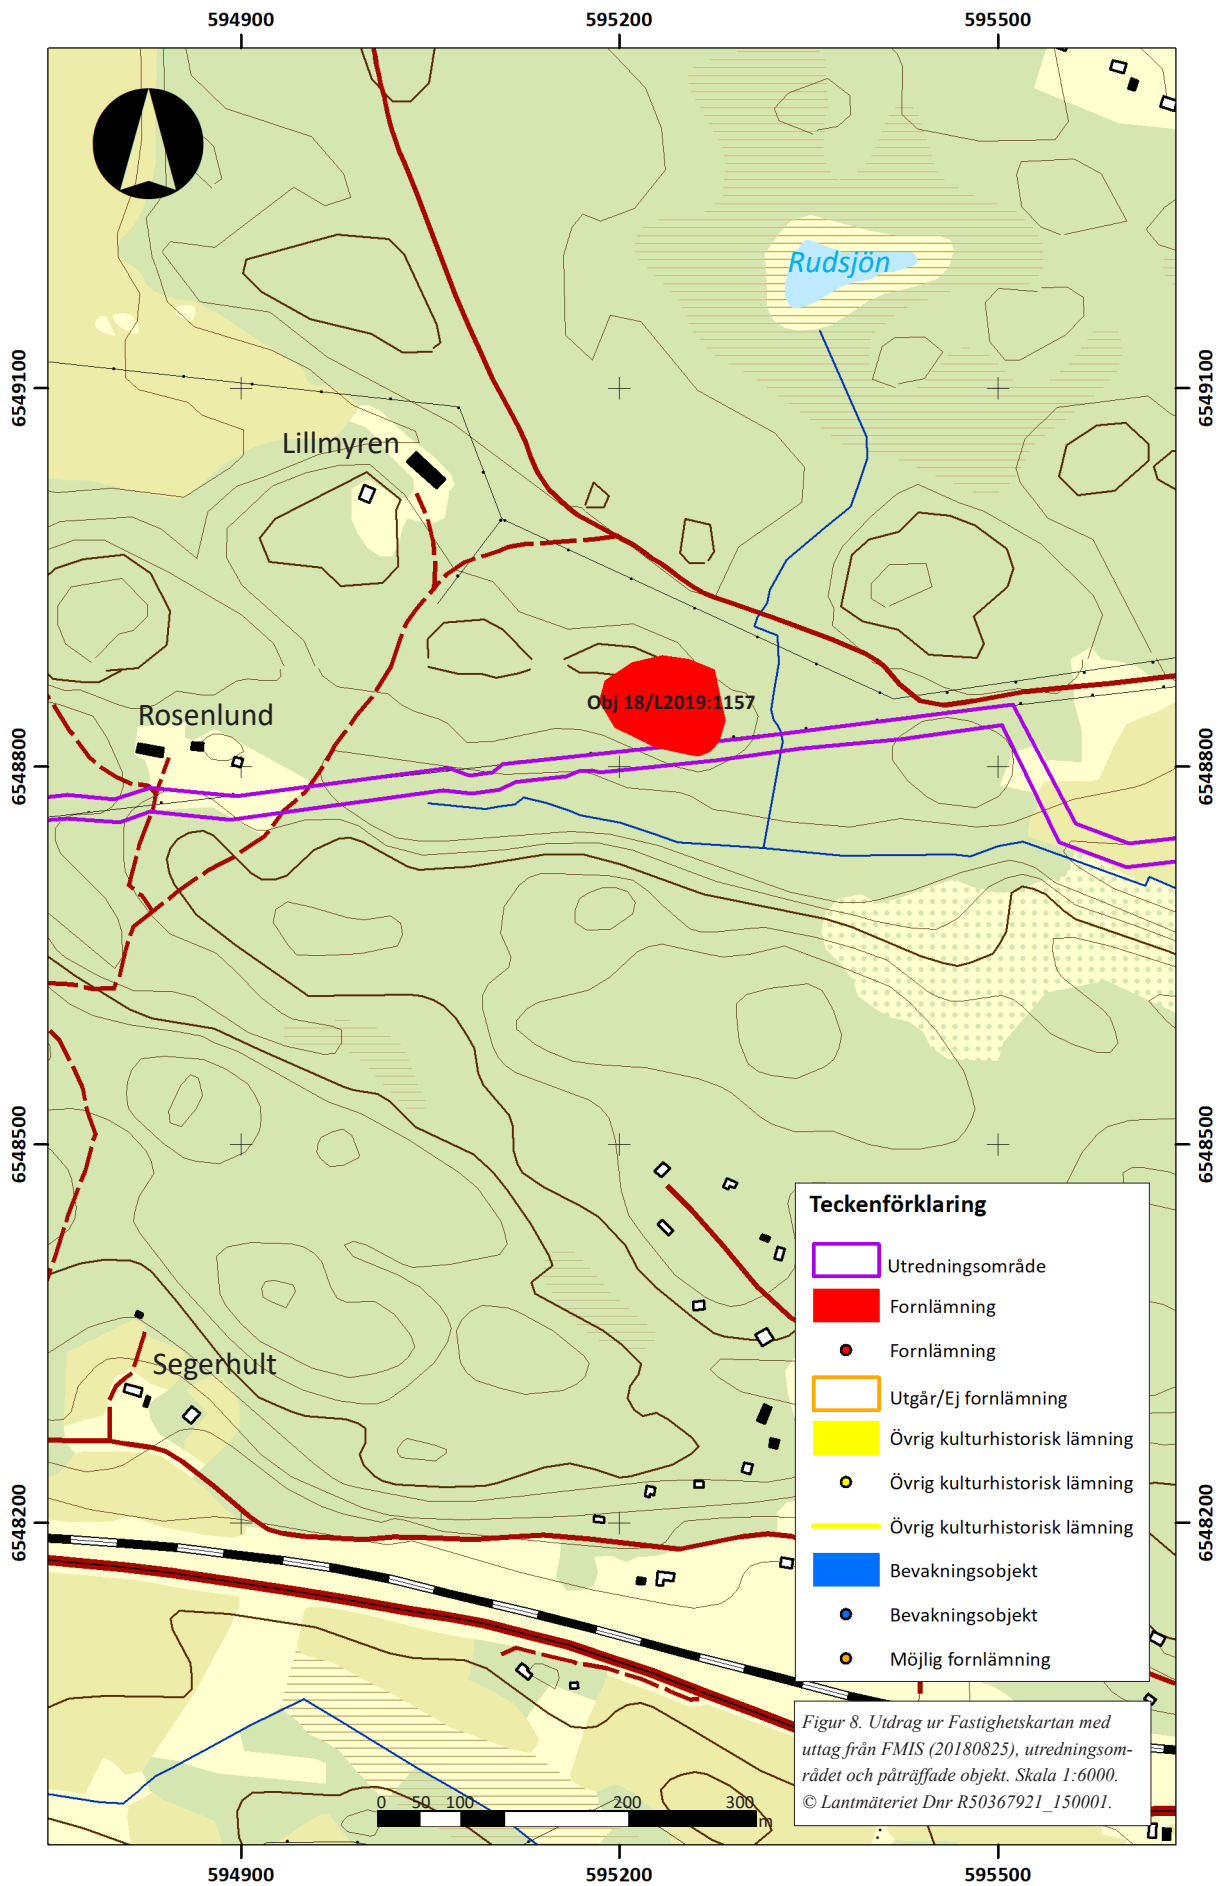 594900
595200
595500
Rudsjön
6549100
6549100
Lillmyren
Obj 18/L2019:1157
Rosenlund
6548800
6548800
6548500
6548500
Teckenförklaring
Utredningsområde
Fornlämning
Fornlämning
Utgår/Ej fornlämning
Övrig kulturhistorisk lämning
Övrig kulturhistorisk lämning
Övrig kulturhistorisk lämning
Bevakningsobjekt
Bevakningsobjekt
Möjlig fornlämning
Segerhult
6548200
6548200
Figur 8. Utdrag ur Fastighetskartan med
uttag från FMIS (20180825), utredningsom-
rådet och påträffade objekt. Skala 1:6000.
© Lantmäteriet Dnr R50367921_150001.
0 50 100 200 300
m
594900
595200
595500